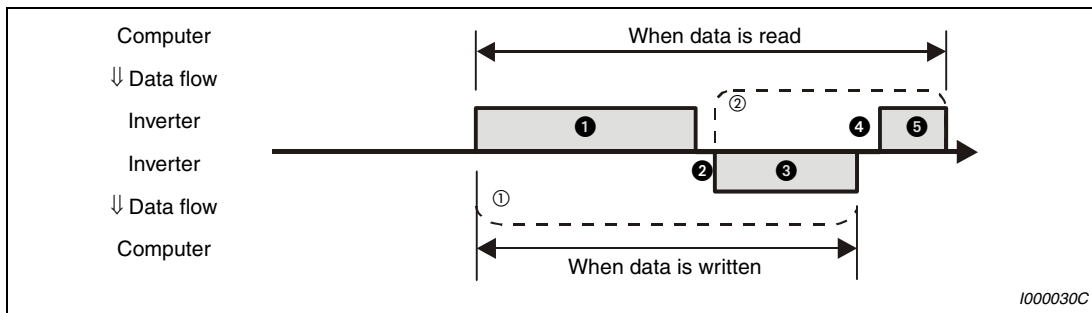 Computer
When data is read
⇓ Data flow
②
Inverter
❶
❹
❺
Inverter
❷
❸
⇓ Data flow
①
Computer
When data is written
I000030C